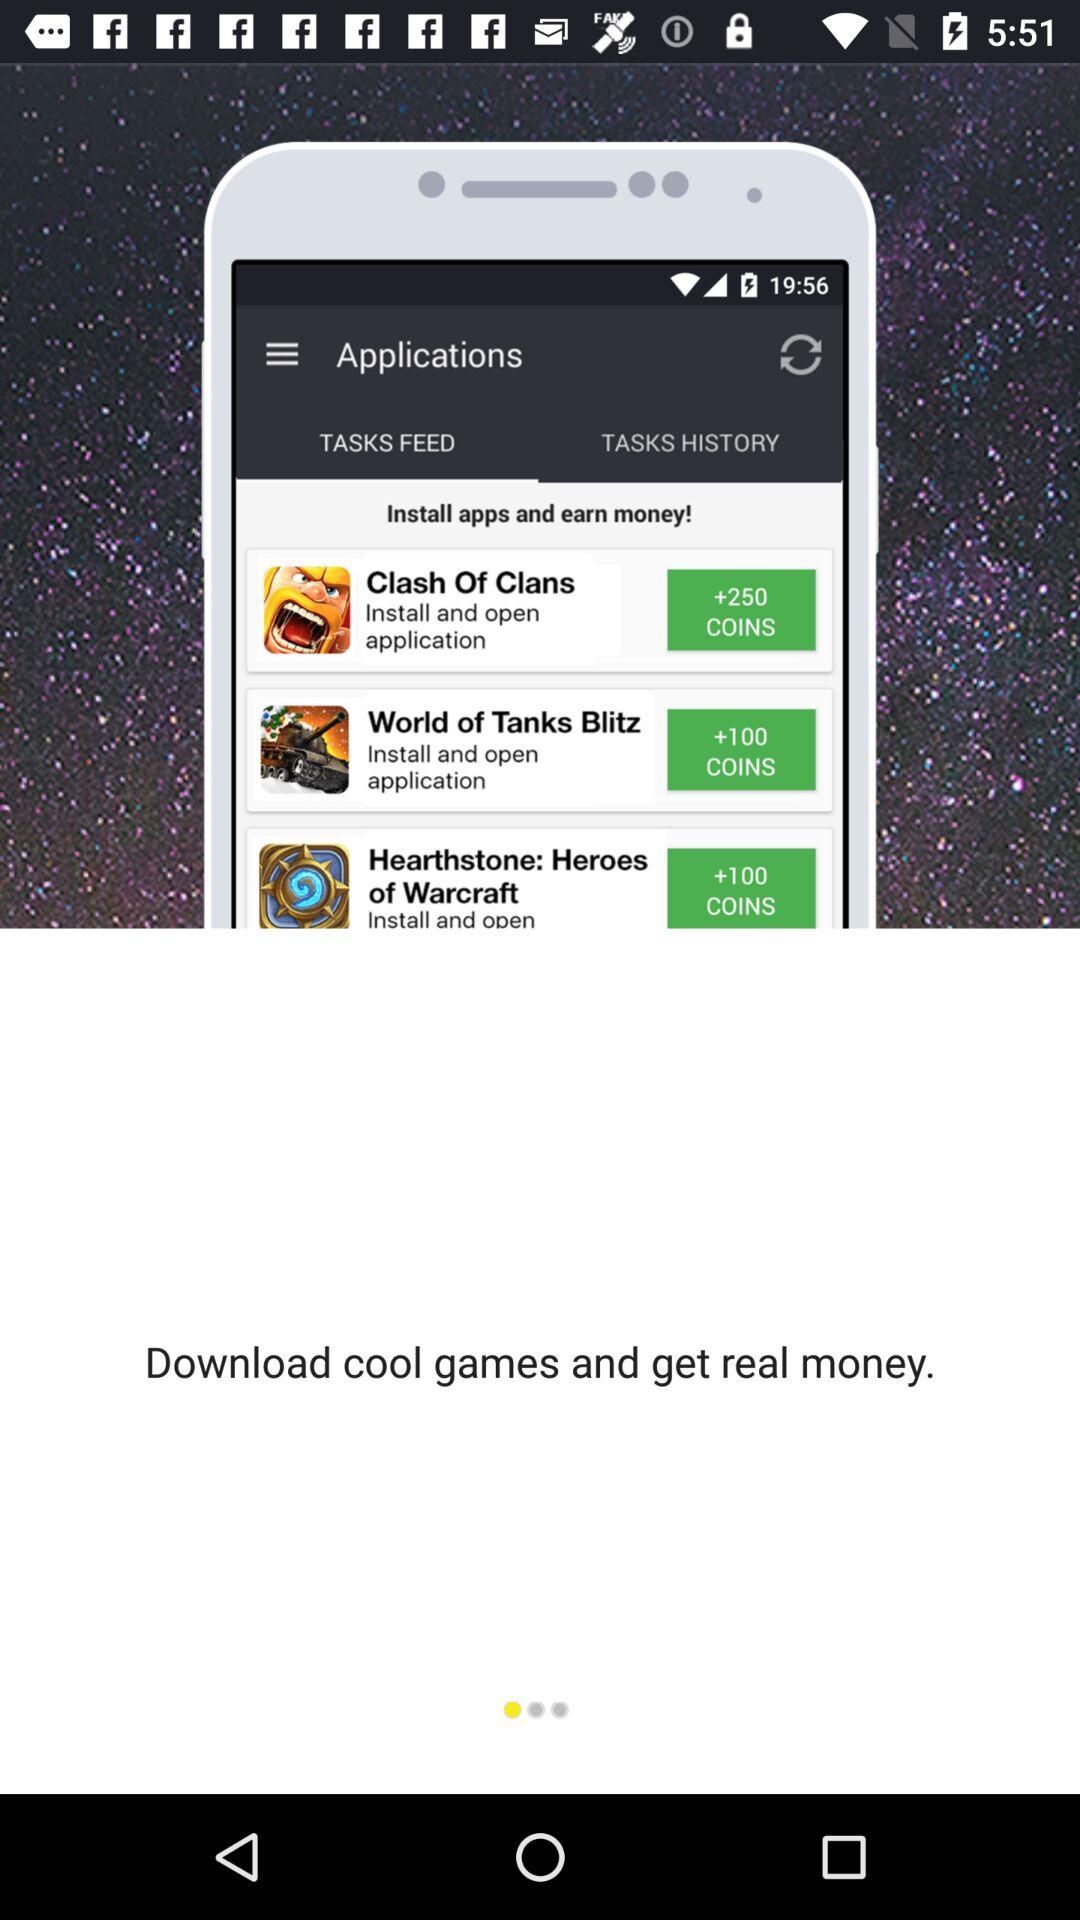 FAKE
5:51
19:56
Applications
TASKS FEED TASKS HISTORY
Install apps and earn money!
Clash Of Clans
Install and open
application
+250
COINS
World of Tanks Blitz
Install and open
application
+100
COINS
Hearthstone: Heroes
of Warcraft
Install and open
+100
COINS
Download cool games and get real money.